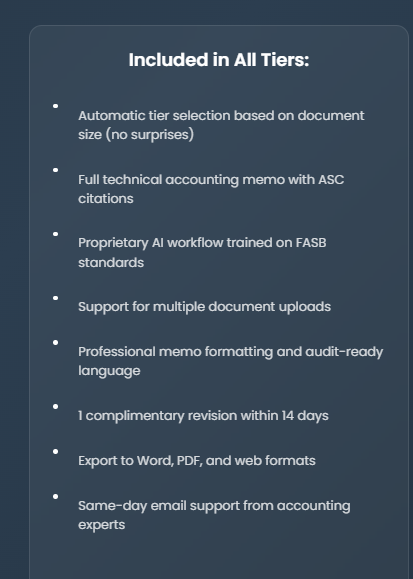 Included in All Tiers:
Automatic tier selection based on document
size (no surprises)
Full technical accounting memo with ASC
citations
Proprietary AI workflow trained on FASB
standards
Support for multiple document uploads
Professional memo formatting and audit-ready
language
1 complimentary revision within 14 days
Export to Word, PDF, and web formats
Same-day email support from accounting
experts